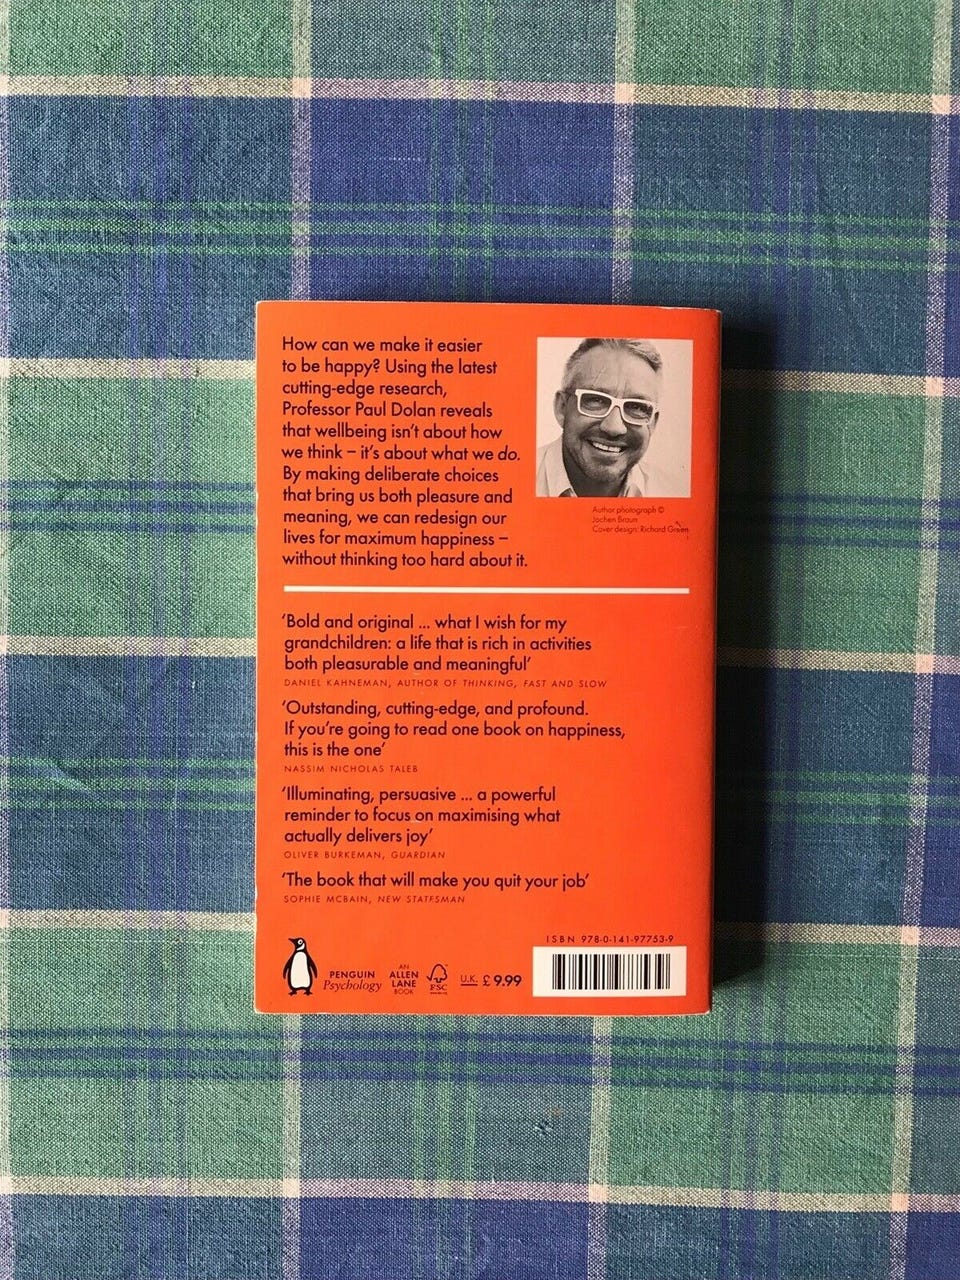 How can we make it easier
to be happy? Using the latest
cutting-edge research,
Professor Paul Dolan reveals
that wellbeing isn't about how
we think – it's about what we do.
By making deliberate choices
that bring us both pleasure and
meaning, we can redesign our
lives for maximum happiness –
without thinking too hard about it.
Author photograph ©
Jochen Braun
Cover design: Richard Green
'Bold and original ... what I wish for my
grandchildren: a life that is rich in activities
both pleasurable and meaningful'
DANIEL KAHNEMAN, AUTHOR OF THINKING, FAST AND SLOW
'Outstanding, cutting-edge, and profound.
If you're going to read one book on happiness,
this is the one'
NASSIM NICHOLAS TALEB
'Illuminating, persuasive ... a powerful
reminder to focus on maximising what
actually delivers joy'
OLIVER BURKEMAN, GUARDIAN
'The book that will make you quit your job'
SOPHIE MCBAIN, NEW STATESMAN
PENGUIN
Psychology
AN
ALLEN
LANE
BOOK
FSC
U.K. £9.99
ISBN 978-0-141-97753-9